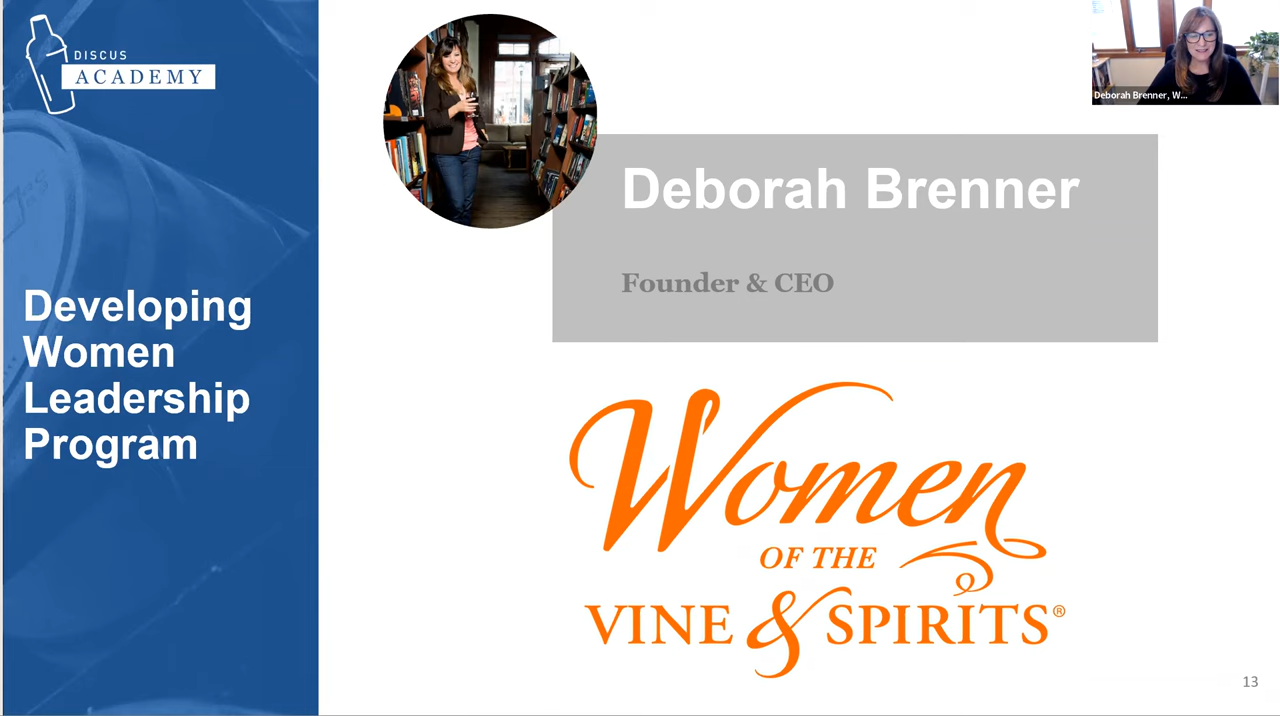 DISCUS
ACADEMY
Developing
Women
Leadership
Program
Deborah Brenner
Founder & CEO
Women
OF THE
VINE & SPIRITS®
Deborah Brenner, W...
13